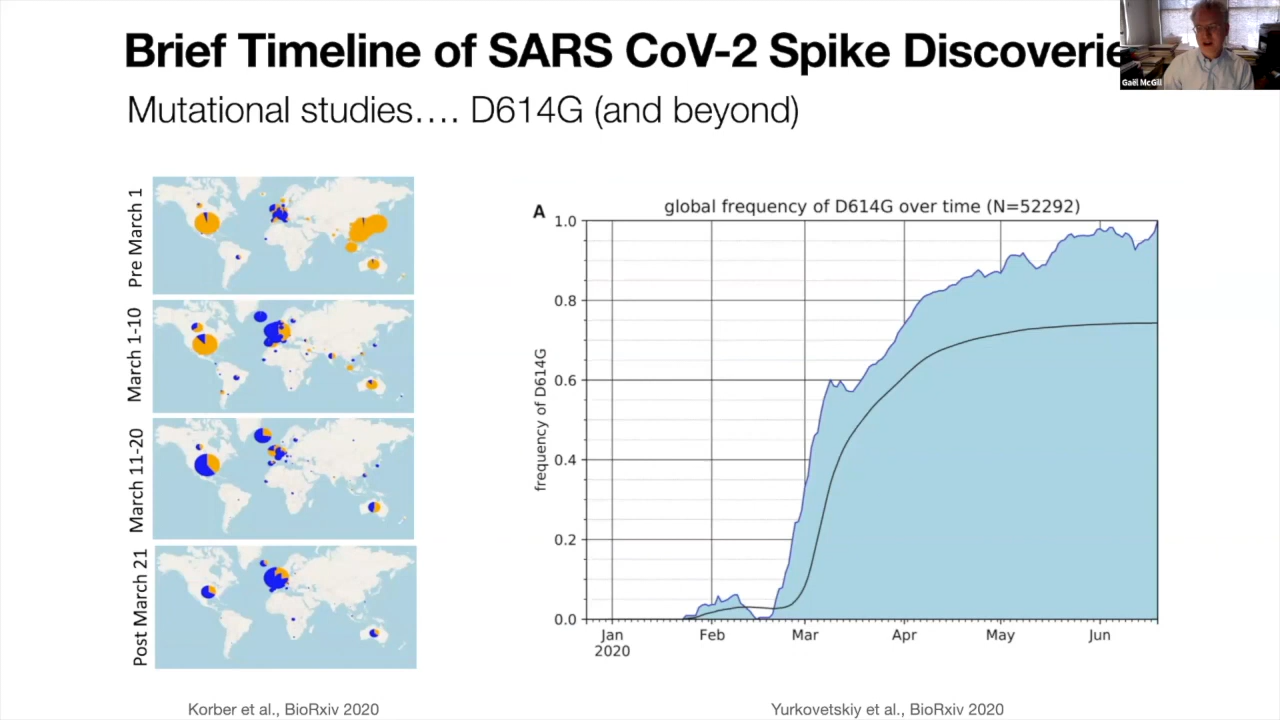 Brief Timeline of SARS CoV-2 Spike Discoverie
Gaël McGill
Mutational studies…. D614G (and beyond)
Pre March 1
March 1-10
March 11-20
Post March 21
Korber et al., BioRxiv 2020
A
global frequency of D614G over time (N=52292)
frequency of D614G
1.0
0.8
0.6
0.4
0.2
0.0
Jan Feb Mar Apr May Jun
2020
Yurkovetskiy et al., BioRxiv 2020